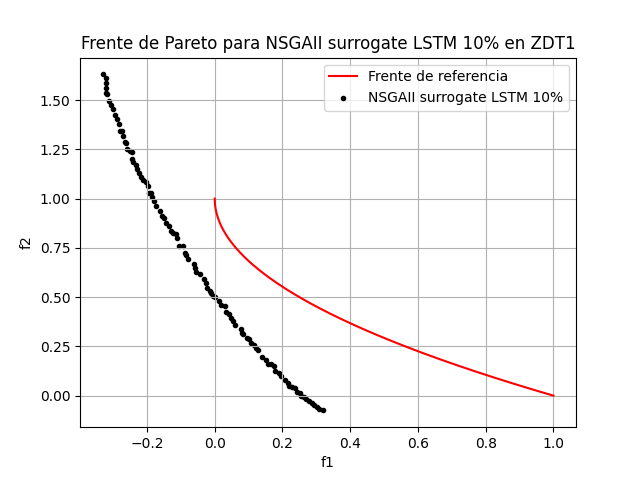 Frente de Pareto para NSGAII surrogate LSTM 10% en ZDT1
Frente de referencia
NSGAII surrogate LSTM 10%
f2
1.50
1.25
1.00
0.75
0.50
0.25
0.00
−0.2 0.0 0.2 0.4 0.6 0.8 1.0
f1